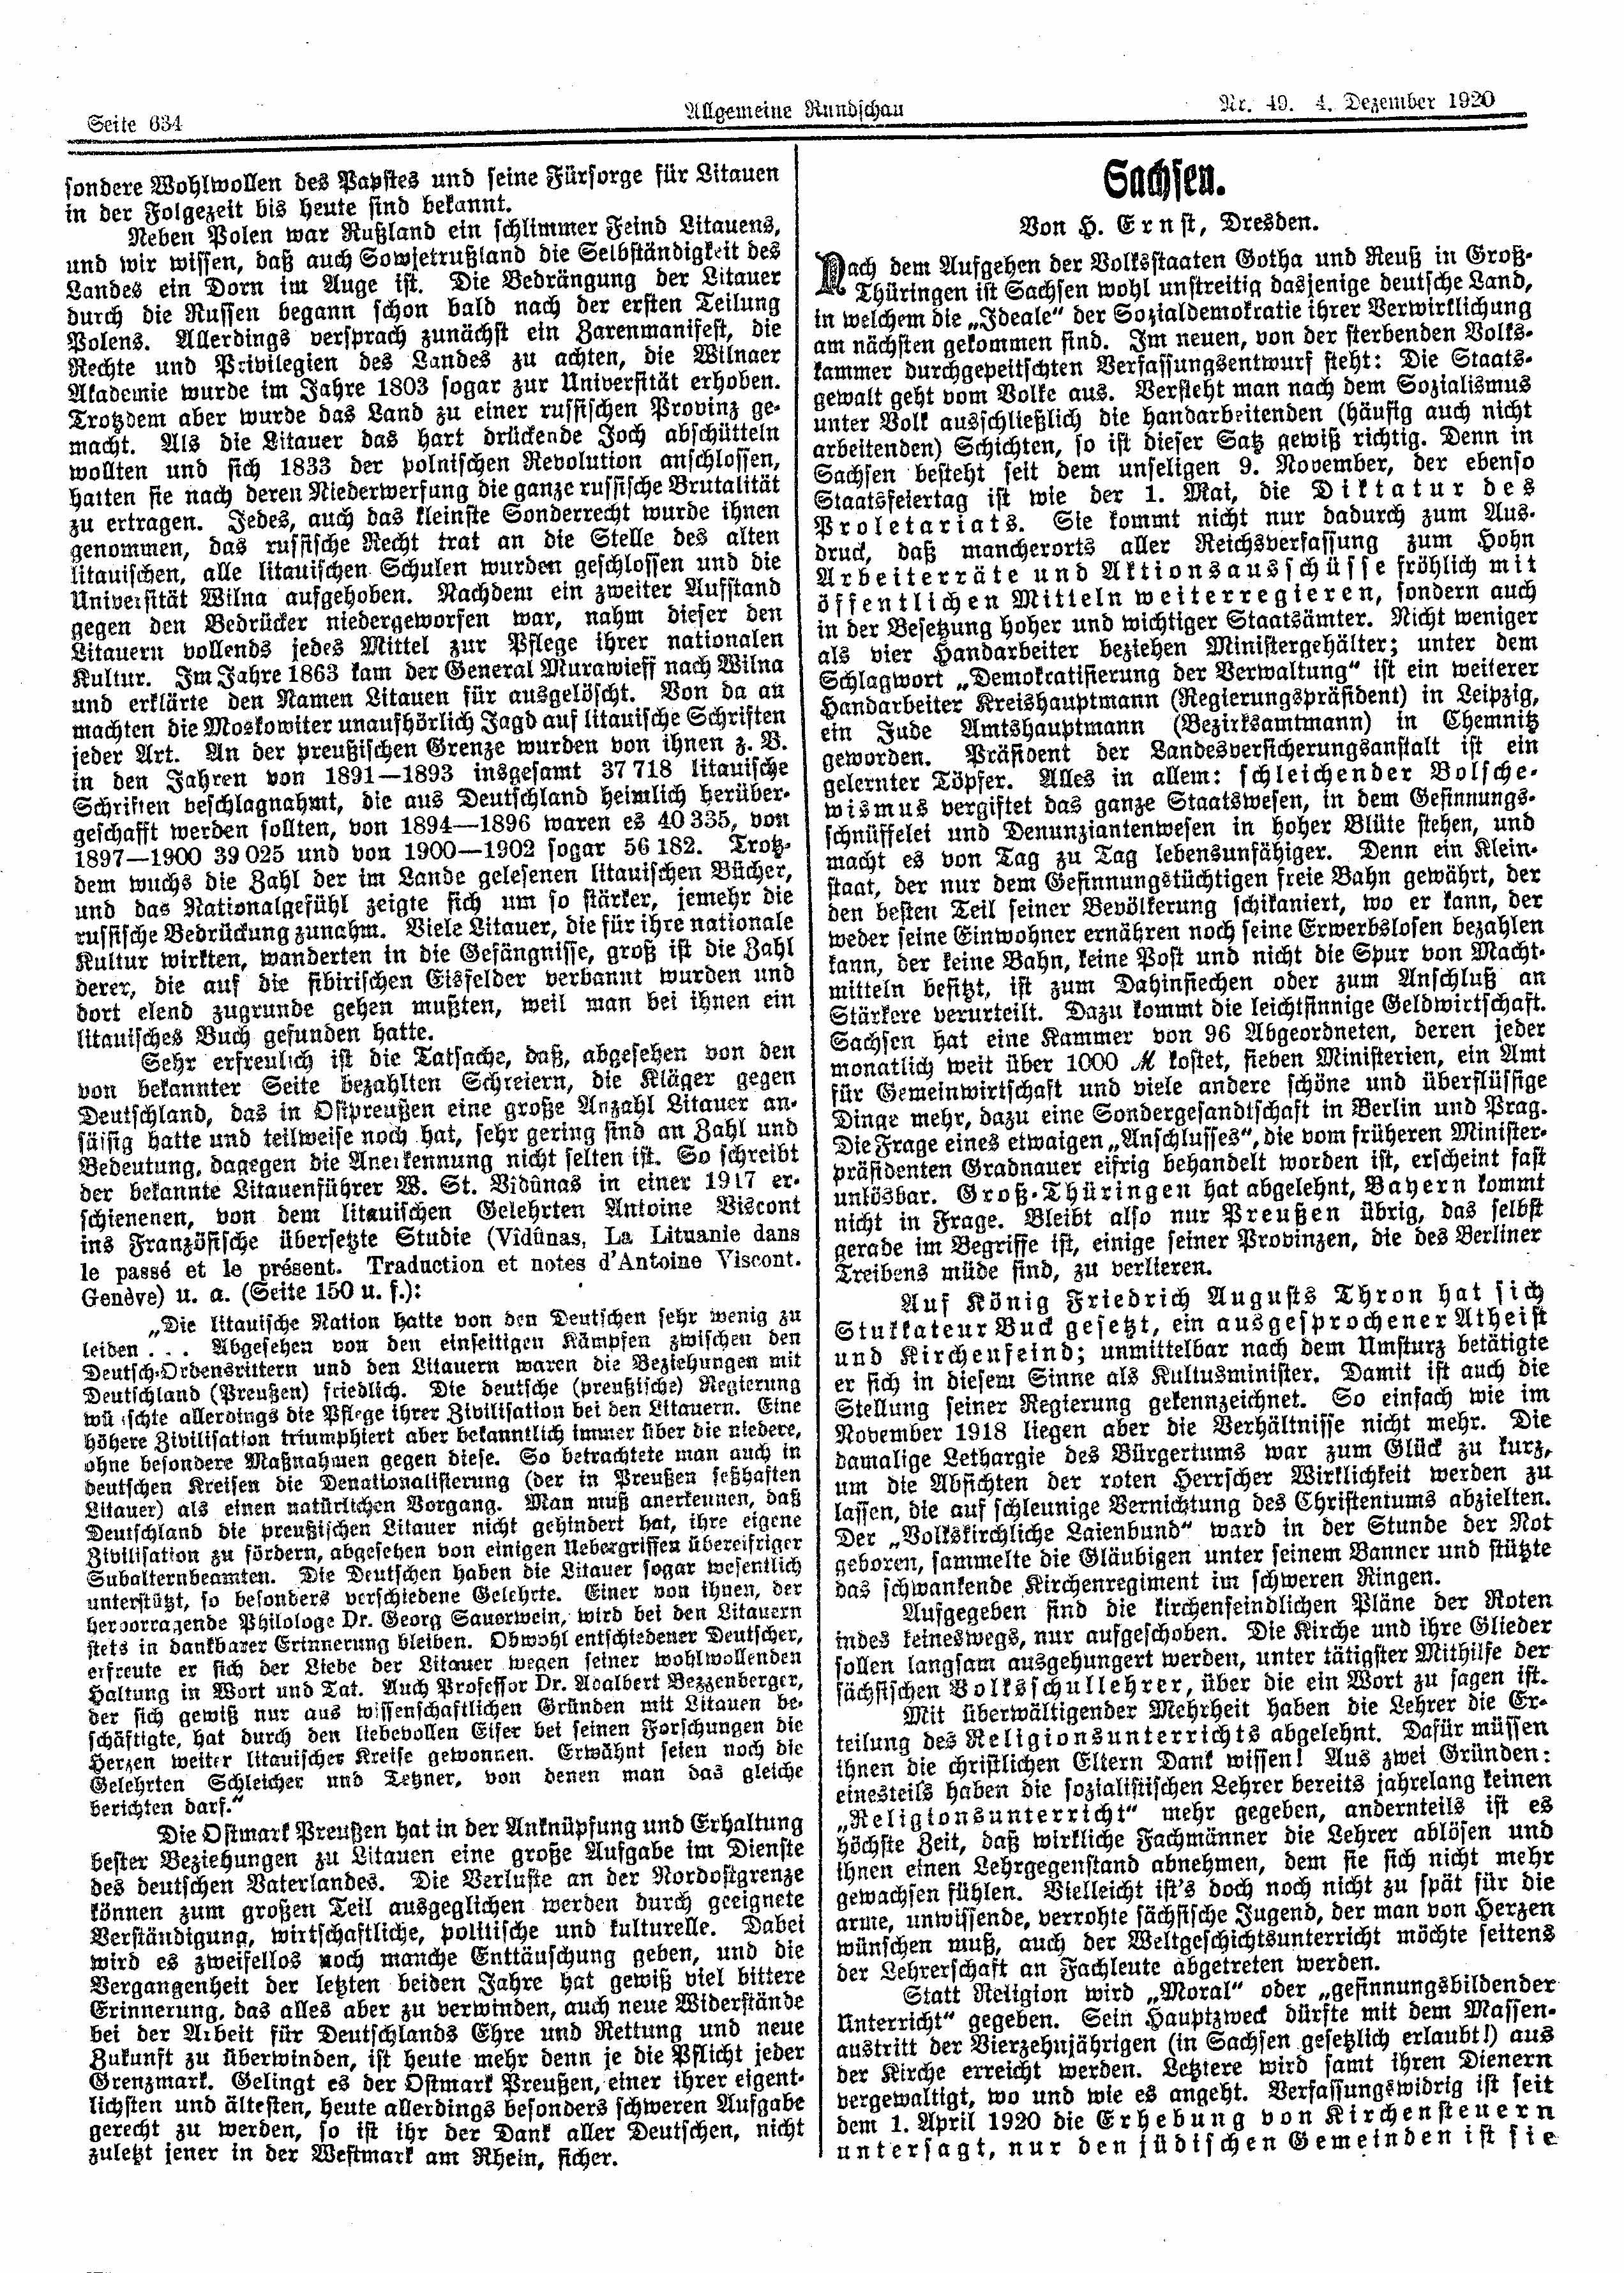 Seite 634
Allgemeine Rundschau
Nr. 49. 4. Dezember 1920
sondere Wohlwollen des Papstes und seine Fürsorge für Litauen
in der Folgezeit bis heute sind bekannt.
Neben Polen war Rußland ein schlimmer Feind Litauens,
und wir wissen, daß auch Sowjetrußland die Selbständigkeit des
Landes ein Dorn im Auge ist. Die Bedrängung der Litauer
durch die Russen begann schon bald nach der ersten Teilung
Polens. Allerdings versprach zunächst ein Zarenmanifest, die
Rechte und Privilegien des Landes zu achten, die Wilnaer
Akademie wurde im Jahre 1803 sogar zur Universität erhoben.
Trotzdem aber wurde das Land zu einer russischen Provinz ge-
macht. Als die Litauer das hart drückende Joch abschütteln
wollten und sich 1833 der polnischen Revolution anschlossen,
hatten sie nach deren Niederwerfung die ganze russische Brutalität
zu ertragen. Jedes, auch das kleinste Sonderrecht wurde ihnen
genommen, das russische Recht trat an die Stelle des alten
litauischen, alle litauischen Schulen wurden geschlossen und die
Universität Wilna aufgehoben. Nachdem ein zweiter Aufstand
gegen den Bedrücker niedergeworfen war, nahm dieser den
Litauern vollends jedes Mittel zur Pflege ihrer nationalen
Kultur. Im Jahre 1863 kam der General Murawieff nach Wilna
und erklärte den Namen Litauen für ausgelöscht. Von da an
machten die Moskowiter unaufhörlich Jagd auf litauische Schriften
jeder Art. An der preußischen Grenze wurden von ihnen z. B.
in den Jahren von 1891—1893 insgesamt 37 718 litauische
Schriften beschlagnahmt, die aus Deutschland heimlich herüber-
geschafft werden sollten, von 1894—1896 waren es 40 335, von
1897—1900 39 025 und von 1900—1902 sogar 56 182. Trotz-
dem wuchs die Zahl der im Lande gelesenen litauischen Bücher,
und das Nationalgefühl zeigte sich um so stärker, jemehr die
russische Bedrückung zunahm. Viele Litauer, die für ihre nationale
Kultur wirkten, wanderten in die Gefängnisse, groß ist die Zahl
derer, die auf die sibirischen Eisfelder verbannt wurden und
dort elend zugrunde gehen mußten, weil man bei ihnen ein
litauisches Buch gefunden hatte.
Sehr erfreulich ist die Tatsache, daß, abgesehen von den
von bekannter Seite bezahlten Schreiern, die Kläger gegen
Deutschland, das in Ostpreußen eine große Anzahl Litauer an-
säisig hatte und teilweise noch hat, sehr gering sind an Zahl und
Bedeutung, dagegen die Anerkennung nicht selten ist. So schreibt
der bekannte Litauenführer W. St. Vidûnas in einer 1917 er-
schienenen, von dem litauischen Gelehrten Antoine Viscont
ins Französische übersetzte Studie (Vidûnas, La Lituanie dans
le passé et le présent. Traduction et notes d'Antoine Viscont.
Genève) u. a. (Seite 150 u. f.):
„Die litauische Nation hatte von den Deutschen sehr wenig zu
leiden . . . Abgesehen von den einseitigen Kämpfen zwischen den
Deutsch-Ordensrittern und den Litauern waren die Beziehungen mit
Deutschland (Preußen) friedlich. Die deutsche (preußische) Regierung
wünschte allerdings die Pflege ihrer Zivilisation bei den Litauern. Eine
höhere Zivilisation triumphiert aber bekanntlich immer über die niedere,
ohne besondere Maßnahmen gegen diese. So betrachtete man auch in
deutschen Kreisen die Denationalisierung (der in Preußen seßhaften
Litauer) als einen natürlichen Vorgang. Man muß anerkennen, daß
Deutschland die preußischen Litauer nicht gehindert hat, ihre eigene
Zivilisation zu fördern, abgesehen von einigen Uebergriffen übereifriger
Subalternbeamten. Die Deutschen haben die Litauer sogar wesentlich
unterstützt, so besonders verschiedene Gelehrte. Einer von ihnen, der
hervorragende Philologe Dr. Georg Sauerwein, wird bei den Litauern
stets in dankbarer Erinnerung bleiben. Obwohl entschiedener Deutscher,
erfreute er sich der Liebe der Litauer wegen seiner wohlwollenden
Haltung in Wort und Tat. Auch Professor Dr. Adalbert Bezzenberger,
der sich gewiß nur aus wissenschaftlichen Gründen mit Litauen be-
schäftigte, hat durch den liebevollen Eifer bei seinen Forschungen die
Herzen weiter litauischer Kreise gewonnen. Erwähnt seien noch die
Gelehrten Schleicher und Tetzner, von denen man das gleiche
berichten darf.“
Die Ostmark Preußen hat in der Anknüpfung und Erhaltung
bester Beziehungen zu Litauen eine große Aufgabe im Dienste
des deutschen Vaterlandes. Die Verluste an der Nordostgrenze
können zum großen Teil ausgeglichen werden durch geeignete
Verständigung, wirtschaftliche, politische und kulturelle. Dabei
wird es zweifellos noch manche Enttäuschung geben, und die
Vergangenheit der letzten beiden Jahre hat gewiß viel bittere
Erinnerung, das alles aber zu verwinden, auch neue Widerstände
bei der Arbeit für Deutschlands Ehre und Rettung und neue
Zukunft zu überwinden, ist heute mehr denn je die Pflicht jeder
Grenzmark. Gelingt es der Ostmark Preußen, einer ihrer eigent-
lichsten und ältesten, heute allerdings besonders schweren Aufgabe
gerecht zu werden, so ist ihr der Dank aller Deutschen, nicht
zuletzt jener in der Westmark am Rhein, sicher.
Sachsen.
Von H. Ernst, Dresden.
Nach dem Aufgehen der Volksstaaten Gotha und Reuß in Groß-
Thüringen ist Sachsen wohl unstreitig dasjenige deutsche Land,
in welchem die „Ideale“ der Sozialdemokratie ihrer Verwirklichung
am nächsten gekommen sind. Im neuen, von der sterbenden Volks-
kammer durchgepeitschten Verfassungsentwurf steht: Die Staats-
gewalt geht vom Volke aus. Versteht man nach dem Sozialismus
unter Volk ausschließlich die handarbeitenden (häufig auch nicht
arbeitenden) Schichten, so ist dieser Satz gewiß richtig. Denn in
Sachsen besteht seit dem unseligen 9. November, der ebenso
Staatsfeiertag ist wie der 1. Mai, die Diktatur des
Proletariats. Sie kommt nicht nur dadurch zum Aus-
druck, daß mancherorts aller Reichsverfassung zum Hohn
Arbeiterräte und Aktionsausschüsse fröhlich mit
öffentlichen Mitteln weiterregieren, sondern auch
in der Besetzung hoher und wichtiger Staatsämter. Nicht weniger
als vier Handarbeiter beziehen Ministergehälter; unter dem
Schlagwort „Demokratisierung der Verwaltung“ ist ein weiterer
Handarbeiter Kreishauptmann (Regierungspräsident) in Leipzig,
ein Jude Amtshauptmann (Bezirksamtmann) in Chemnitz
geworden. Präsident der Landesversicherungsanstalt ist ein
gelernter Töpfer. Alles in allem: schleichender Bolsche-
wismus vergiftet das ganze Staatswesen, in dem Gesinnungs-
schnüffelei und Denunziantenwesen in hoher Blüte stehen, und
macht es von Tag zu Tag lebensunfähiger. Denn ein Klein-
staat, der nur dem Gesinnungstüchtigen freie Bahn gewährt, der
den besten Teil seiner Bevölkerung schikaniert, wo er kann, der
weder seine Einwohner ernähren noch seine Erwerbslosen bezahlen
kann, der keine Bahn, keine Post und nicht die Spur von Macht-
mitteln besitzt, ist zum Dahinsiechen oder zum Anschluß an
Stärkere verurteilt. Dazu kommt die leichtsinnige Geldwirtschaft.
Sachsen hat eine Kammer von 96 Abgeordneten, deren jeder
monatlich weit über 1000 ℳ kostet, sieben Ministerien, ein Amt
für Gemeinwirtschaft und viele andere schöne und überflüssige
Dinge mehr, dazu eine Sondergesandtschaft in Berlin und Prag.
Die Frage eines etwaigen „Anschlusses“, die vom früheren Minister-
präsidenten Gradnauer eifrig behandelt worden ist, erscheint fast
unlösbar. Groß-Thüringen hat abgelehnt, Bayern kommt
nicht in Frage. Bleibt also nur Preußen übrig, das selbst
gerade im Begriffe ist, einige seiner Provinzen, die des Berliner
Treibens müde sind, zu verlieren.
Auf König Friedrich Augusts Thron hat sich
Stukkateur Buck gesetzt, ein ausgesprochener Atheist
und Kirchenfeind; unmittelbar nach dem Umsturz betätigte
er sich in diesem Sinne als Kultusminister. Damit ist auch die
Stellung seiner Regierung gekennzeichnet. So einfach wie im
November 1918 liegen aber die Verhältnisse nicht mehr. Die
damalige Lethargie des Bürgertums war zum Glück zu kurz,
um die Absichten der roten Herrscher Wirklichkeit werden zu
lassen, die auf schleunige Vernichtung des Christentums abzielten.
Der „Volkskirchliche Laienbund“ ward in der Stunde der Not
geboren, sammelte die Gläubigen unter seinem Banner und stützte
das schwankende Kirchenregiment im schweren Ringen.
Aufgegeben sind die kirchenfeindlichen Pläne der Roten
indes keineswegs, nur aufgeschoben. Die Kirche und ihre Glieder
sollen langsam ausgehungert werden, unter tätigster Mithilfe der
sächsischen Volksschullehrer, über die ein Wort zu sagen ist.
Mit überwältigender Mehrheit haben die Lehrer die Er-
teilung des Religionsunterrichts abgelehnt. Dafür müssen
ihnen die christlichen Eltern Dank wissen! Aus zwei Gründen:
einesteils haben die sozialistischen Lehrer bereits jahrelang keinen
„Religionsunterricht“ mehr gegeben, andernteils ist es
höchste Zeit, daß wirkliche Fachmänner die Lehrer ablösen und
ihnen einen Lehrgegenstand abnehmen, dem sie sich nicht mehr
gewachsen fühlen. Vielleicht ist's doch noch nicht zu spät für die
arme, unwissende, verrohte sächsische Jugend, der man von Herzen
wünschen muß, auch der Weltgeschichtsunterricht möchte seitens
der Lehrerschaft an Fachleute abgetreten werden.
Statt Religion wird „Moral“ oder „gesinnungsbildender
Unterricht“ gegeben. Sein Hauptzweck dürfte mit dem Massen-
austritt der Vierzehnjährigen (in Sachsen gesetzlich erlaubt!) aus
der Kirche erreicht werden. Letztere wird samt ihren Dienern
vergewaltigt, wo und wie es angeht. Verfassungswidrig ist seit
dem 1. April 1920 die Erhebung von Kirchensteuern
untersagt, nur den jüdischen Gemeinden ist sie